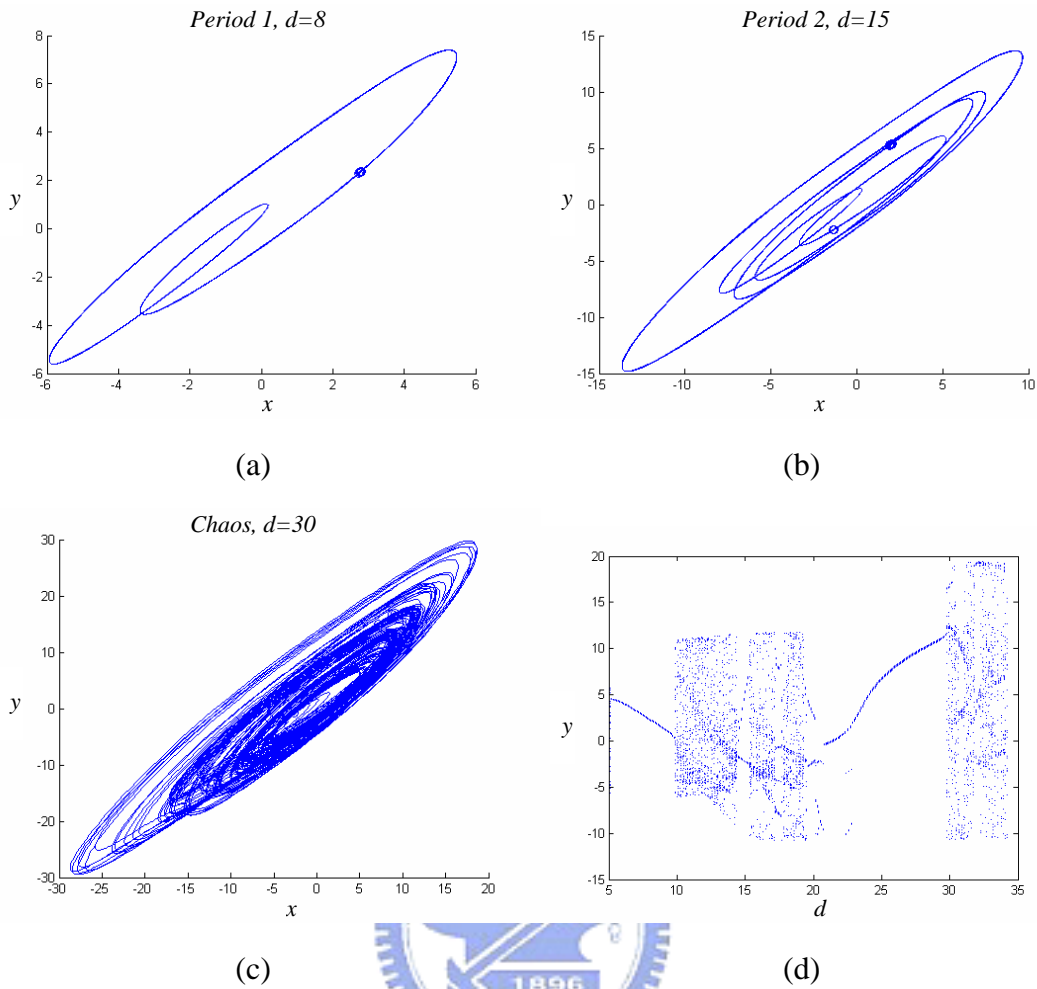 Period 1, d=8
8
6
4
2
0
-2
-4
-6
y
-6 -4 -2 0 2 4 6
x
(a)
Period 2, d=15
15
10
5
0
-5
-10
-15
y
-15 -10 -5 0 5 10
x
(b)
Chaos, d=30
30
20
10
0
-10
-20
-30
y
-30 -25 -20 -15 -10 -5 0 5 10 15 20
x
(c)
20
15
10
5
0
-5
-10
-15
y
5 10 15 20 25 30 35
d
(d)
1896